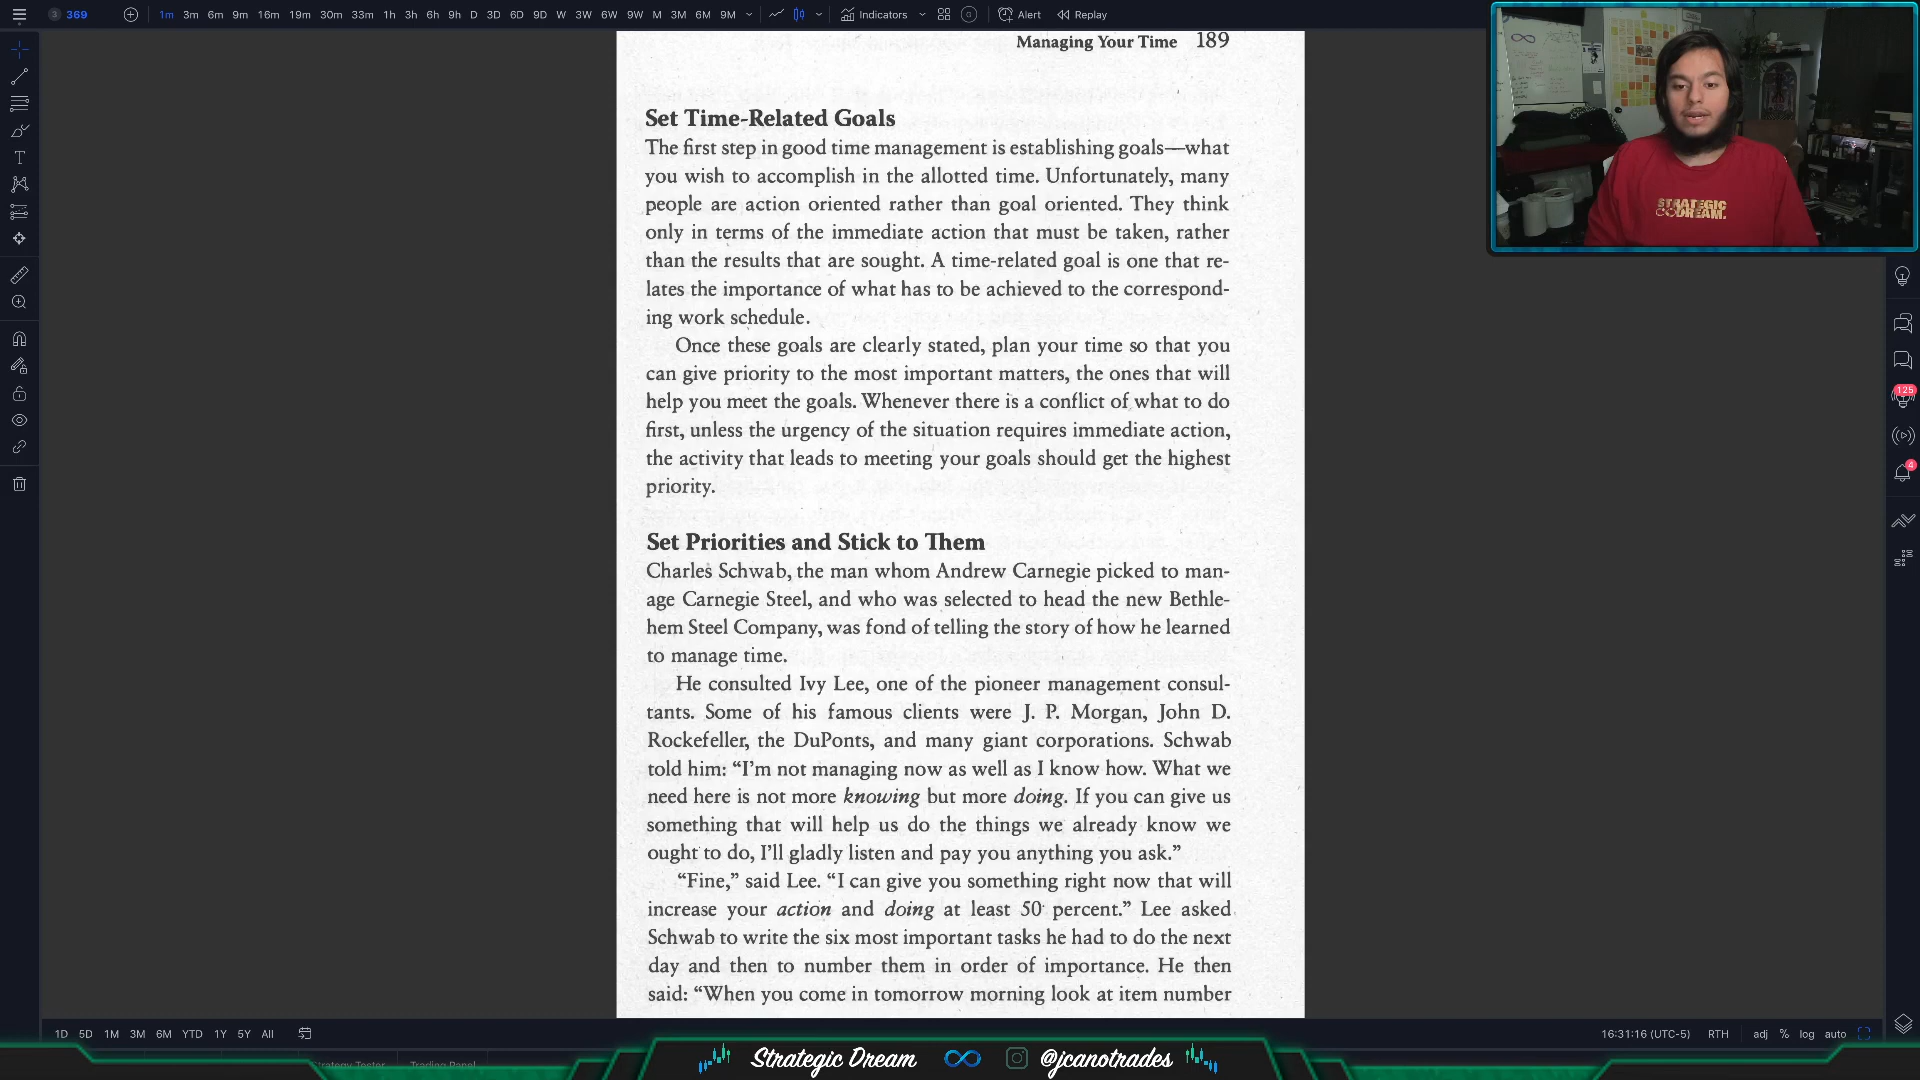 3 369 1m 3m 6m 9m 16m 19m 30m 33m 1h 3h 6h 9h D 3D 6D 9D W 3W 6W 9W M 3M 6M 9M Indicators Alert Replay
Managing Your Time 189
Set Time-Related Goals
The first step in good time management is establishing goals—what
you wish to accomplish in the allotted time. Unfortunately, many
people are action oriented rather than goal oriented. They think
only in terms of the immediate action that must be taken, rather
than the results that are sought. A time-related goal is one that re-
lates the importance of what has to be achieved to the correspond-
ing work schedule.
Once these goals are clearly stated, plan your time so that you
can give priority to the most important matters, the ones that will
help you meet the goals. Whenever there is a conflict of what to do
first, unless the urgency of the situation requires immediate action,
the activity that leads to meeting your goals should get the highest
priority.
Set Priorities and Stick to Them
Charles Schwab, the man whom Andrew Carnegie picked to man-
age Carnegie Steel, and who was selected to head the new Bethle-
hem Steel Company, was fond of telling the story of how he learned
to manage time.
He consulted Ivy Lee, one of the pioneer management consul-
tants. Some of his famous clients were J. P. Morgan, John D.
Rockefeller, the DuPonts, and many giant corporations. Schwab
told him: “I’m not managing now as well as I know how. What we
need here is not more knowing but more doing. If you can give us
something that will help us do the things we already know we
ought to do, I’ll gladly listen and pay you anything you ask.”
“Fine,” said Lee. “I can give you something right now that will
increase your action and doing at least 50 percent.” Lee asked
Schwab to write the six most important tasks he had to do the next
day and then to number them in order of importance. He then
said: “When you come in tomorrow morning look at item number
STRATEGIC
DREAM.
125
4
1D 5D 1M 3M 6M YTD 1Y 5Y All
16:31:16 (UTC-5) RTH adj % log auto
Strategy Tester Trading Panel
Strategic Dream @jcanotrades